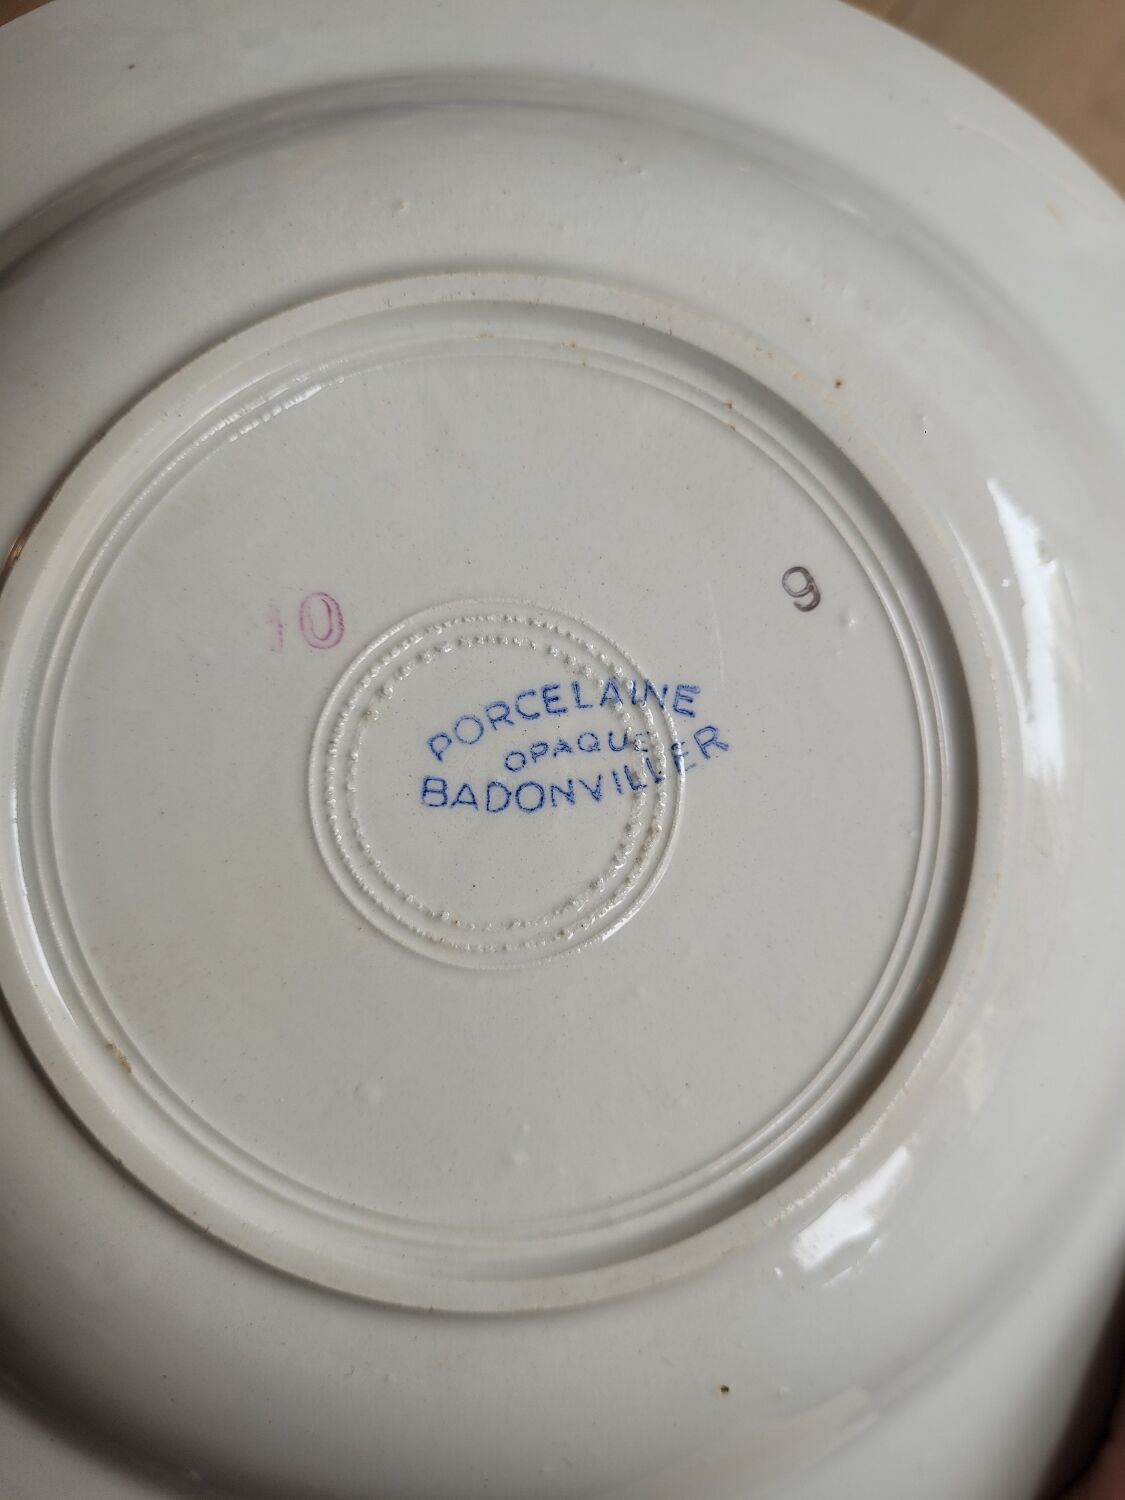 9
10
PORCELAINE
OPAQUE
BADONVILLER